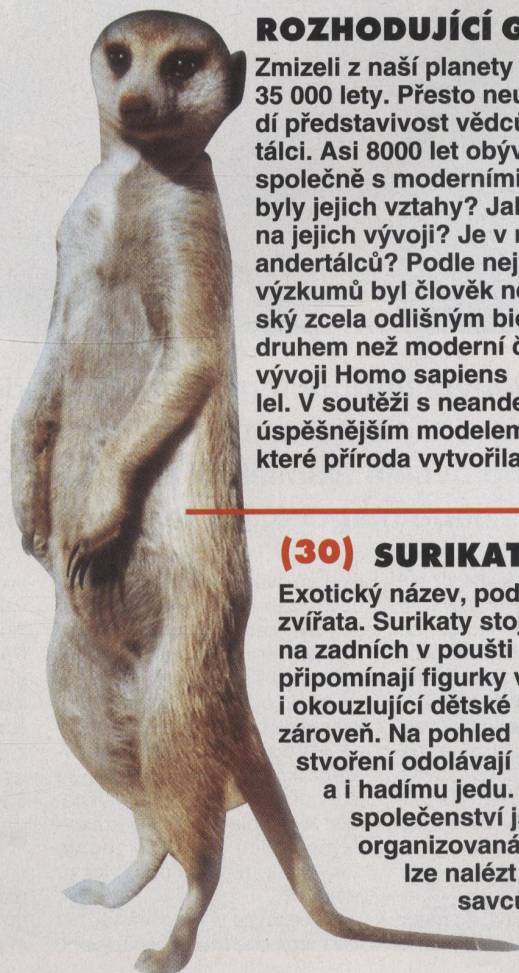 ROZHODUJÍCÍ G
Zmizeli z naší planety
35 000 lety. Přesto neu
dí představivost vědců
tálci. Asi 8000 let obýv
společně s moderními
byly jejich vztahy? Jak
na jejich vývoji? Je v n
andertálců? Podle nej
výzkumů byl člověk ne
ský zcela odlišným bio
druhem než moderní č
vývoji Homo sapiens
lel. V soutěži s neande
úspěšnějším modelem
které příroda vytvořila
(30) SURIKAT
Exotický název, pod
zvířata. Surikaty stoj
na zadních v poušti
připomínají figurky v
i okouzlující dětské
zároveň. Na pohled
stvoření odolávají
a i hadímu jedu.
společenství js
organizovaná
lze nalézt
savců